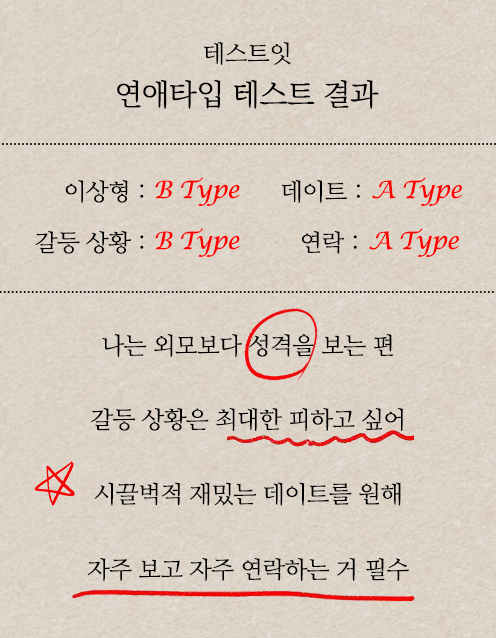 테스트잇
연애타입 테스트 결과
이상형 : B Type 데이트 : A Type
갈등 상황 : B Type 연락 : A Type
나는 외모보다 성격을 보는 편
갈등 상황은 최대한 피하고 싶어
시끌벅적 재밌는 데이트를 원해
자주 보고 자주 연락하는 거 필수